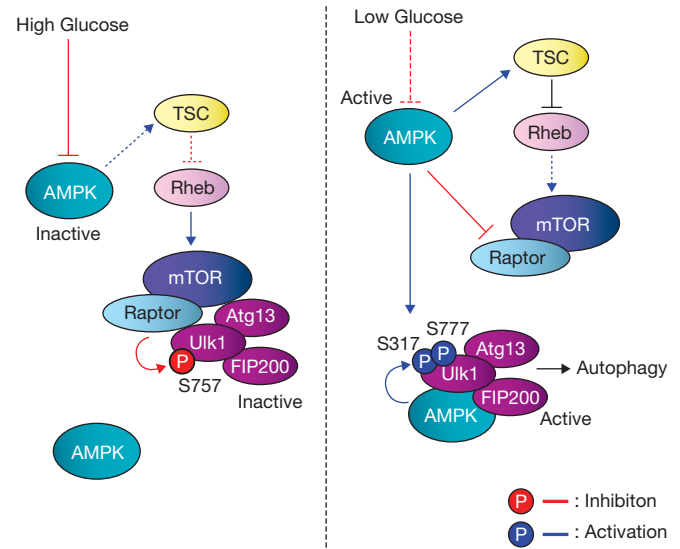 High Glucose
TSC
AMPK
Rheb
Inactive
mTOR
Raptor
Atg13
Ulk1
P
FIP200
S757
Inactive
AMPK
Low Glucose
TSC
Active
AMPK
Rheb
mTOR
Raptor
S777
S317
P
P
Atg13
Ulk1
Autophagy
FIP200
AMPK
Active
P : Inhibiton
P : Activation